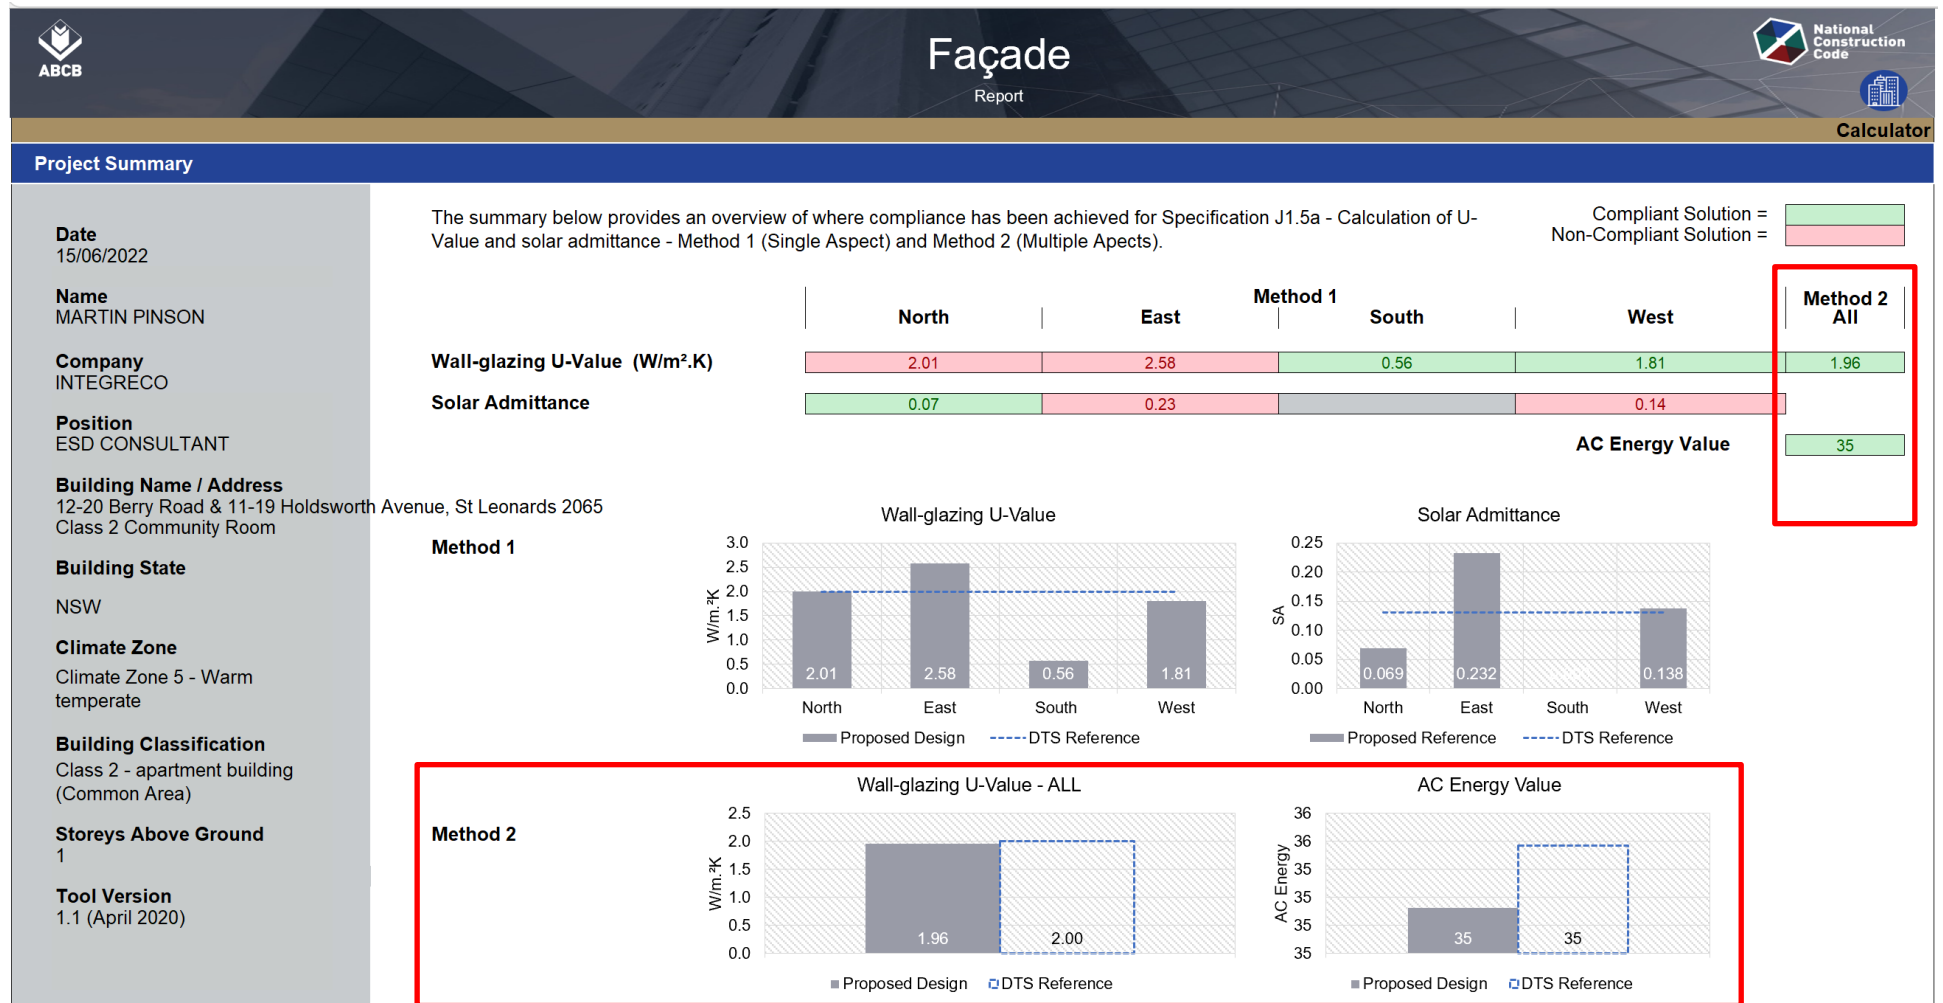 ABCB
Façade
Report
National
Construction
Code
Calculator
Project Summary
Date
15/06/2022
Name
MARTIN PINSON
Company
INTEGRECO
Position
ESD CONSULTANT
Building Name / Address
12-20 Berry Road & 11-19 Holdsworth Avenue, St Leonards 2065
Class 2 Community Room
Building State
NSW
Climate Zone
Climate Zone 5 - Warm
temperate
Building Classification
Class 2 - apartment building
(Common Area)
Storeys Above Ground
1
Tool Version
1.1 (April 2020)
The summary below provides an overview of where compliance has been achieved for Specification J1.5a - Calculation of U-
Value and solar admittance - Method 1 (Single Aspect) and Method 2 (Multiple Apects).
Compliant Solution =
Non-Compliant Solution =
Method 1
Method 2
North East South West All
Wall-glazing U-Value (W/m².K) 2.01 2.58 0.56 1.81 1.96
Solar Admittance 0.07 0.23 0.14
AC Energy Value 35
Method 1
Wall-glazing U-Value
W/m.²K
3.0
2.5
2.0
1.5
1.0
0.5
0.0
2.01 2.58 0.56 1.81
North East South West
Proposed Design DTS Reference
Solar Admittance
SA
0.25
0.20
0.15
0.10
0.05
0.00
0.069 0.232 0.138
North East South West
Proposed Reference DTS Reference
Method 2
Wall-glazing U-Value - ALL
W/m.²K
2.5
2.0
1.5
1.0
0.5
0.0
1.96 2.00
Proposed Design DTS Reference
AC Energy Value
AC Energy
36
36
35
35
35
35
35 35
Proposed Design DTS Reference